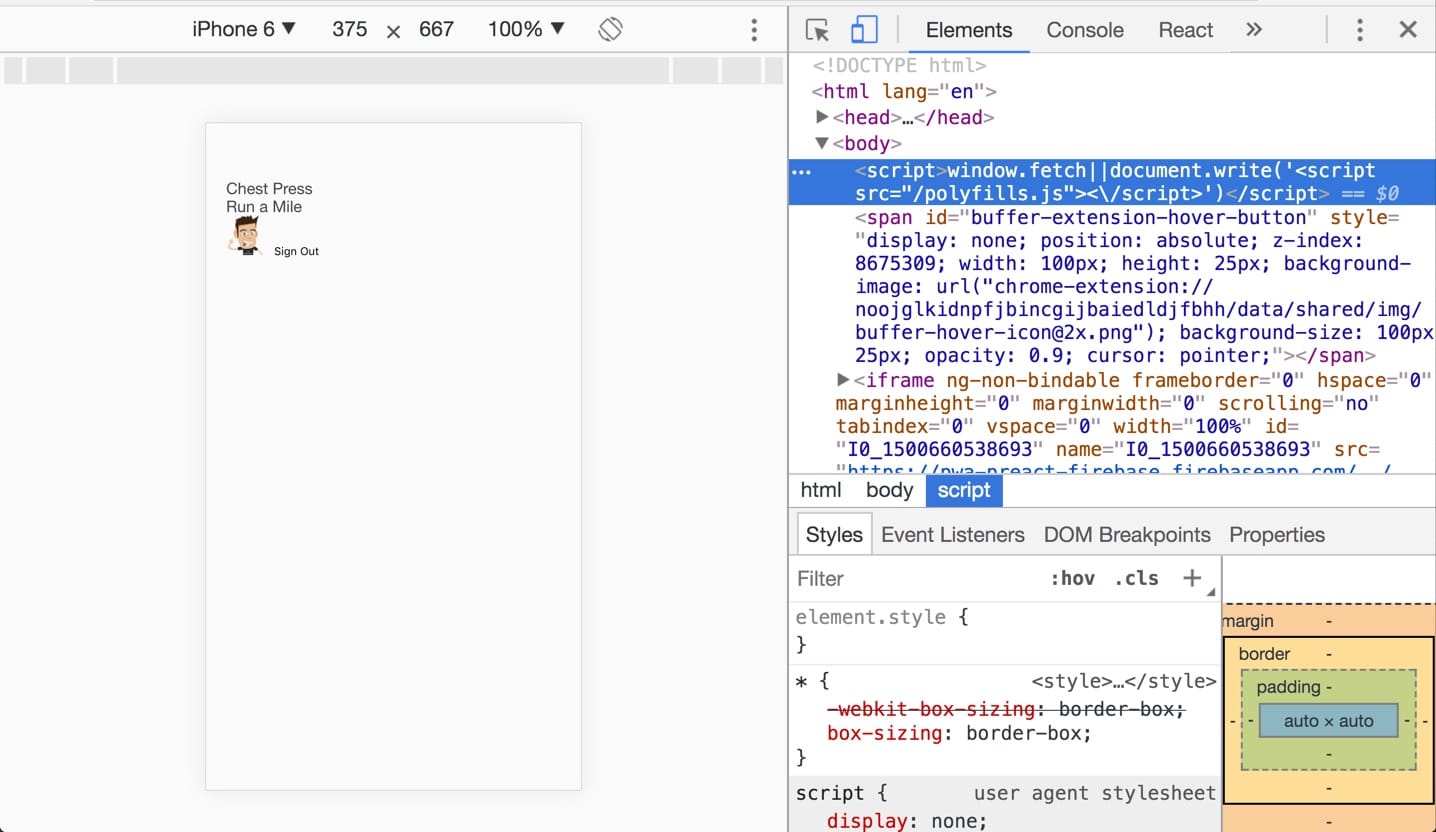 iPhone 6 ▼ 375 × 667 100% ▼
Elements Console React »
Chest Press
Run a Mile
Sign Out
<!DOCTYPE html>
<html lang="en">
▶<head>…</head>
▼<body>
… <script>window.fetch||document.write('<script
src="/polyfills.js"><\/script>')</script> == $0
<span id="buffer-extension-hover-button" style=
"display: none; position: absolute; z-index:
8675309; width: 100px; height: 25px; background-
image: url("chrome-extension://
noojglkidnpfjbincgijbaiedldjfbhh/data/shared/img/
buffer-hover-icon@2x.png"); background-size: 100px
25px; opacity: 0.9; cursor: pointer;"></span>
▶<iframe ng-non-bindable frameborder="0" hspace="0"
marginheight="0" marginwidth="0" scrolling="no"
tabindex="0" vspace="0" width="100%" id=
"I0_1500660538693" name="I0_1500660538693" src=
"https://pwa-preact-firebase.firebaseapp.com/__/
html body script
Styles Event Listeners DOM Breakpoints Properties
Filter :hov .cls +
element.style {
}
* { <style>…</style>
-webkit-box-sizing: border-box;
box-sizing: border-box;
}
script { user agent stylesheet
display: none;
margin -
border -
padding -
- - auto × auto - -
-
-
-